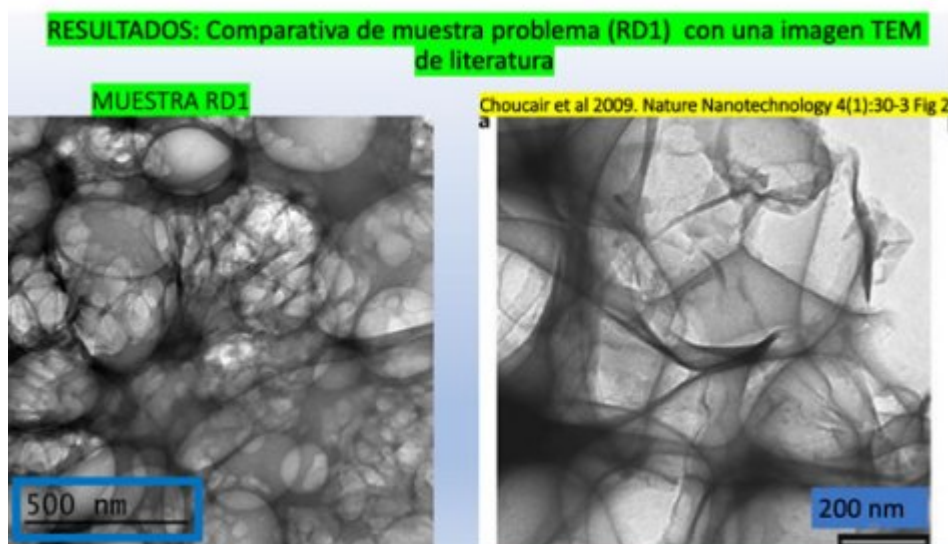 RESULTADOS: Comparativa de muestra problema (RD1) con una imagen TEM
de literatura
MUESTRA RD1
Choucair et al 2009. Nature Nanotechnology 4(1):30-3 Fig 2
a
500 nm
200 nm